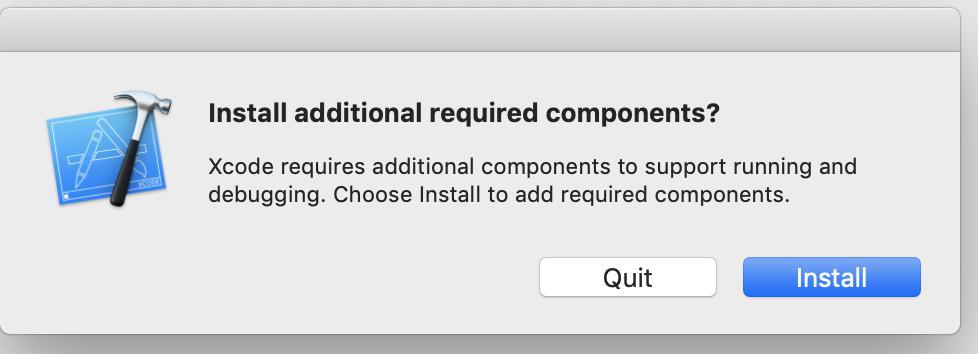 Install additional required components?
Xcode requires additional components to support running and
debugging. Choose Install to add required components.
XCODE
Quit
Install